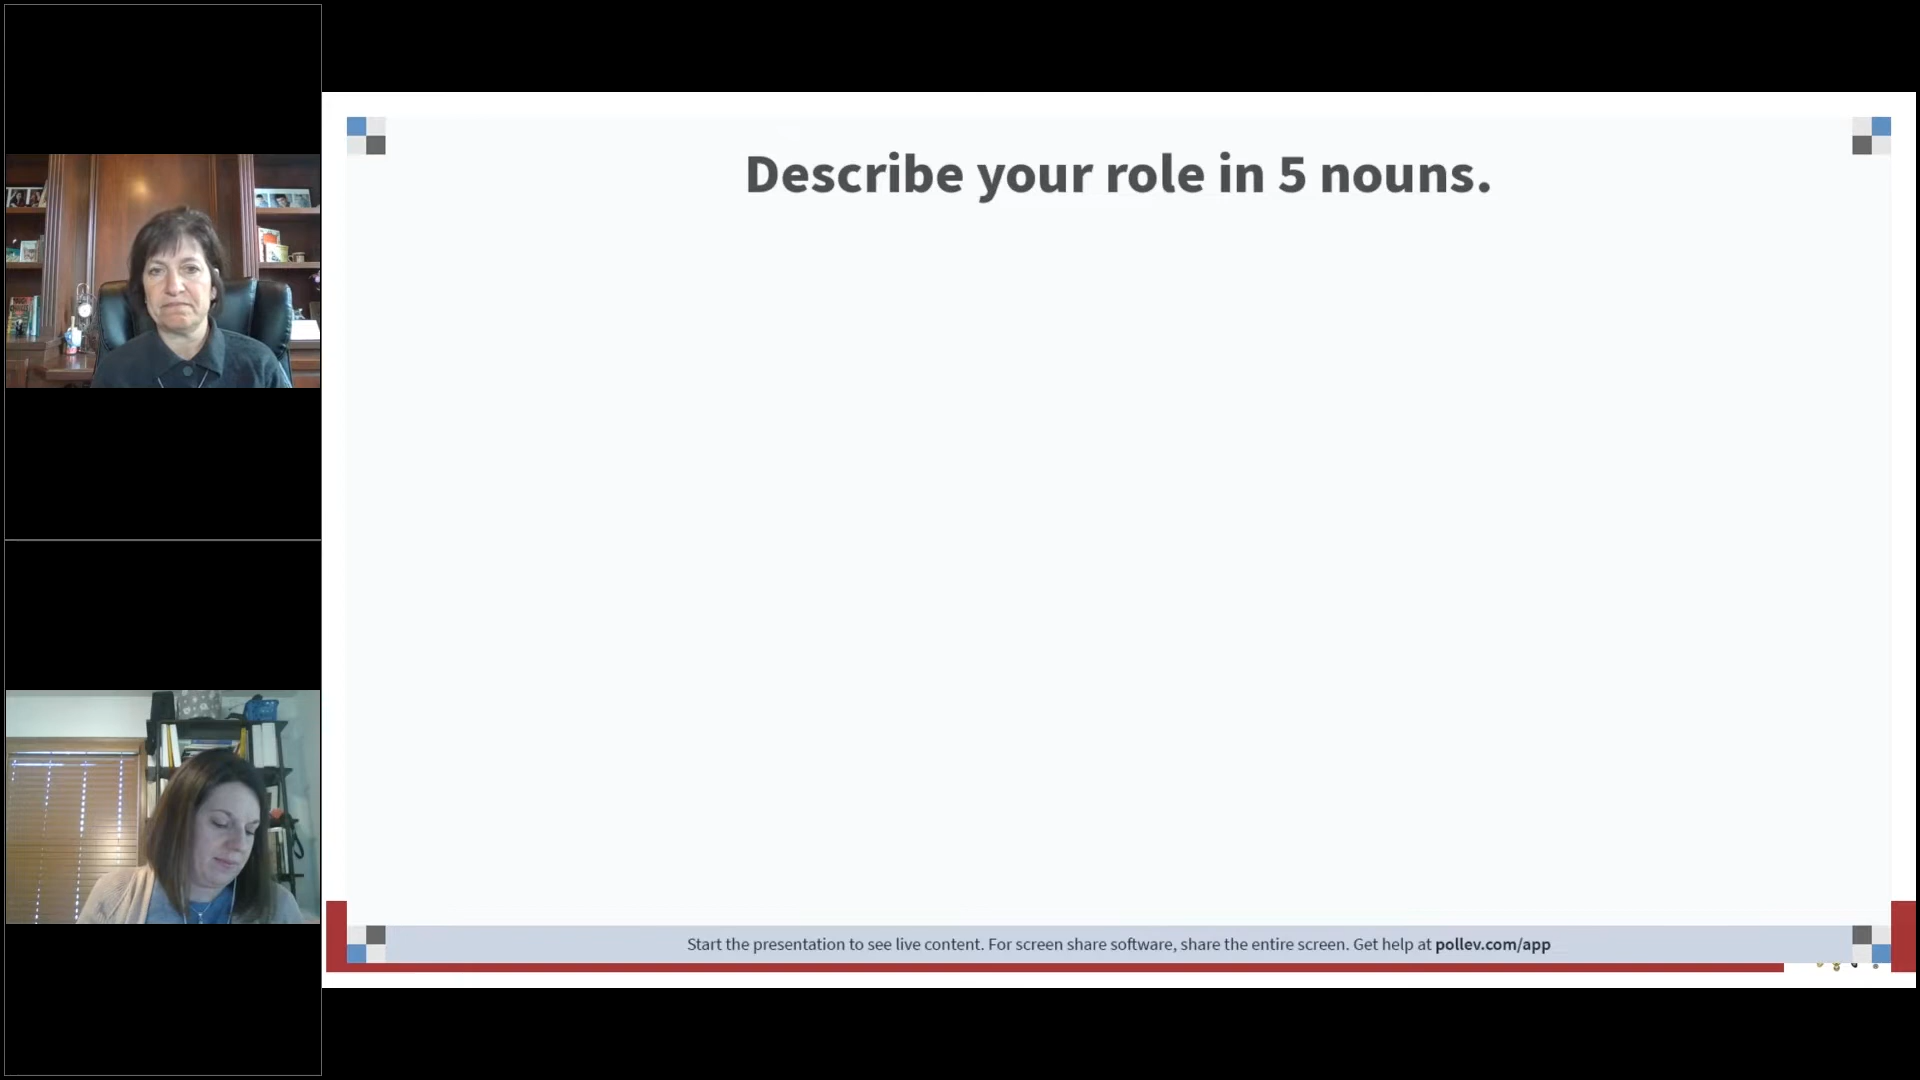 Describe your role in 5 nouns.
Start the presentation to see live content. For screen share software, share the entire screen. Get help at pollev.com/app